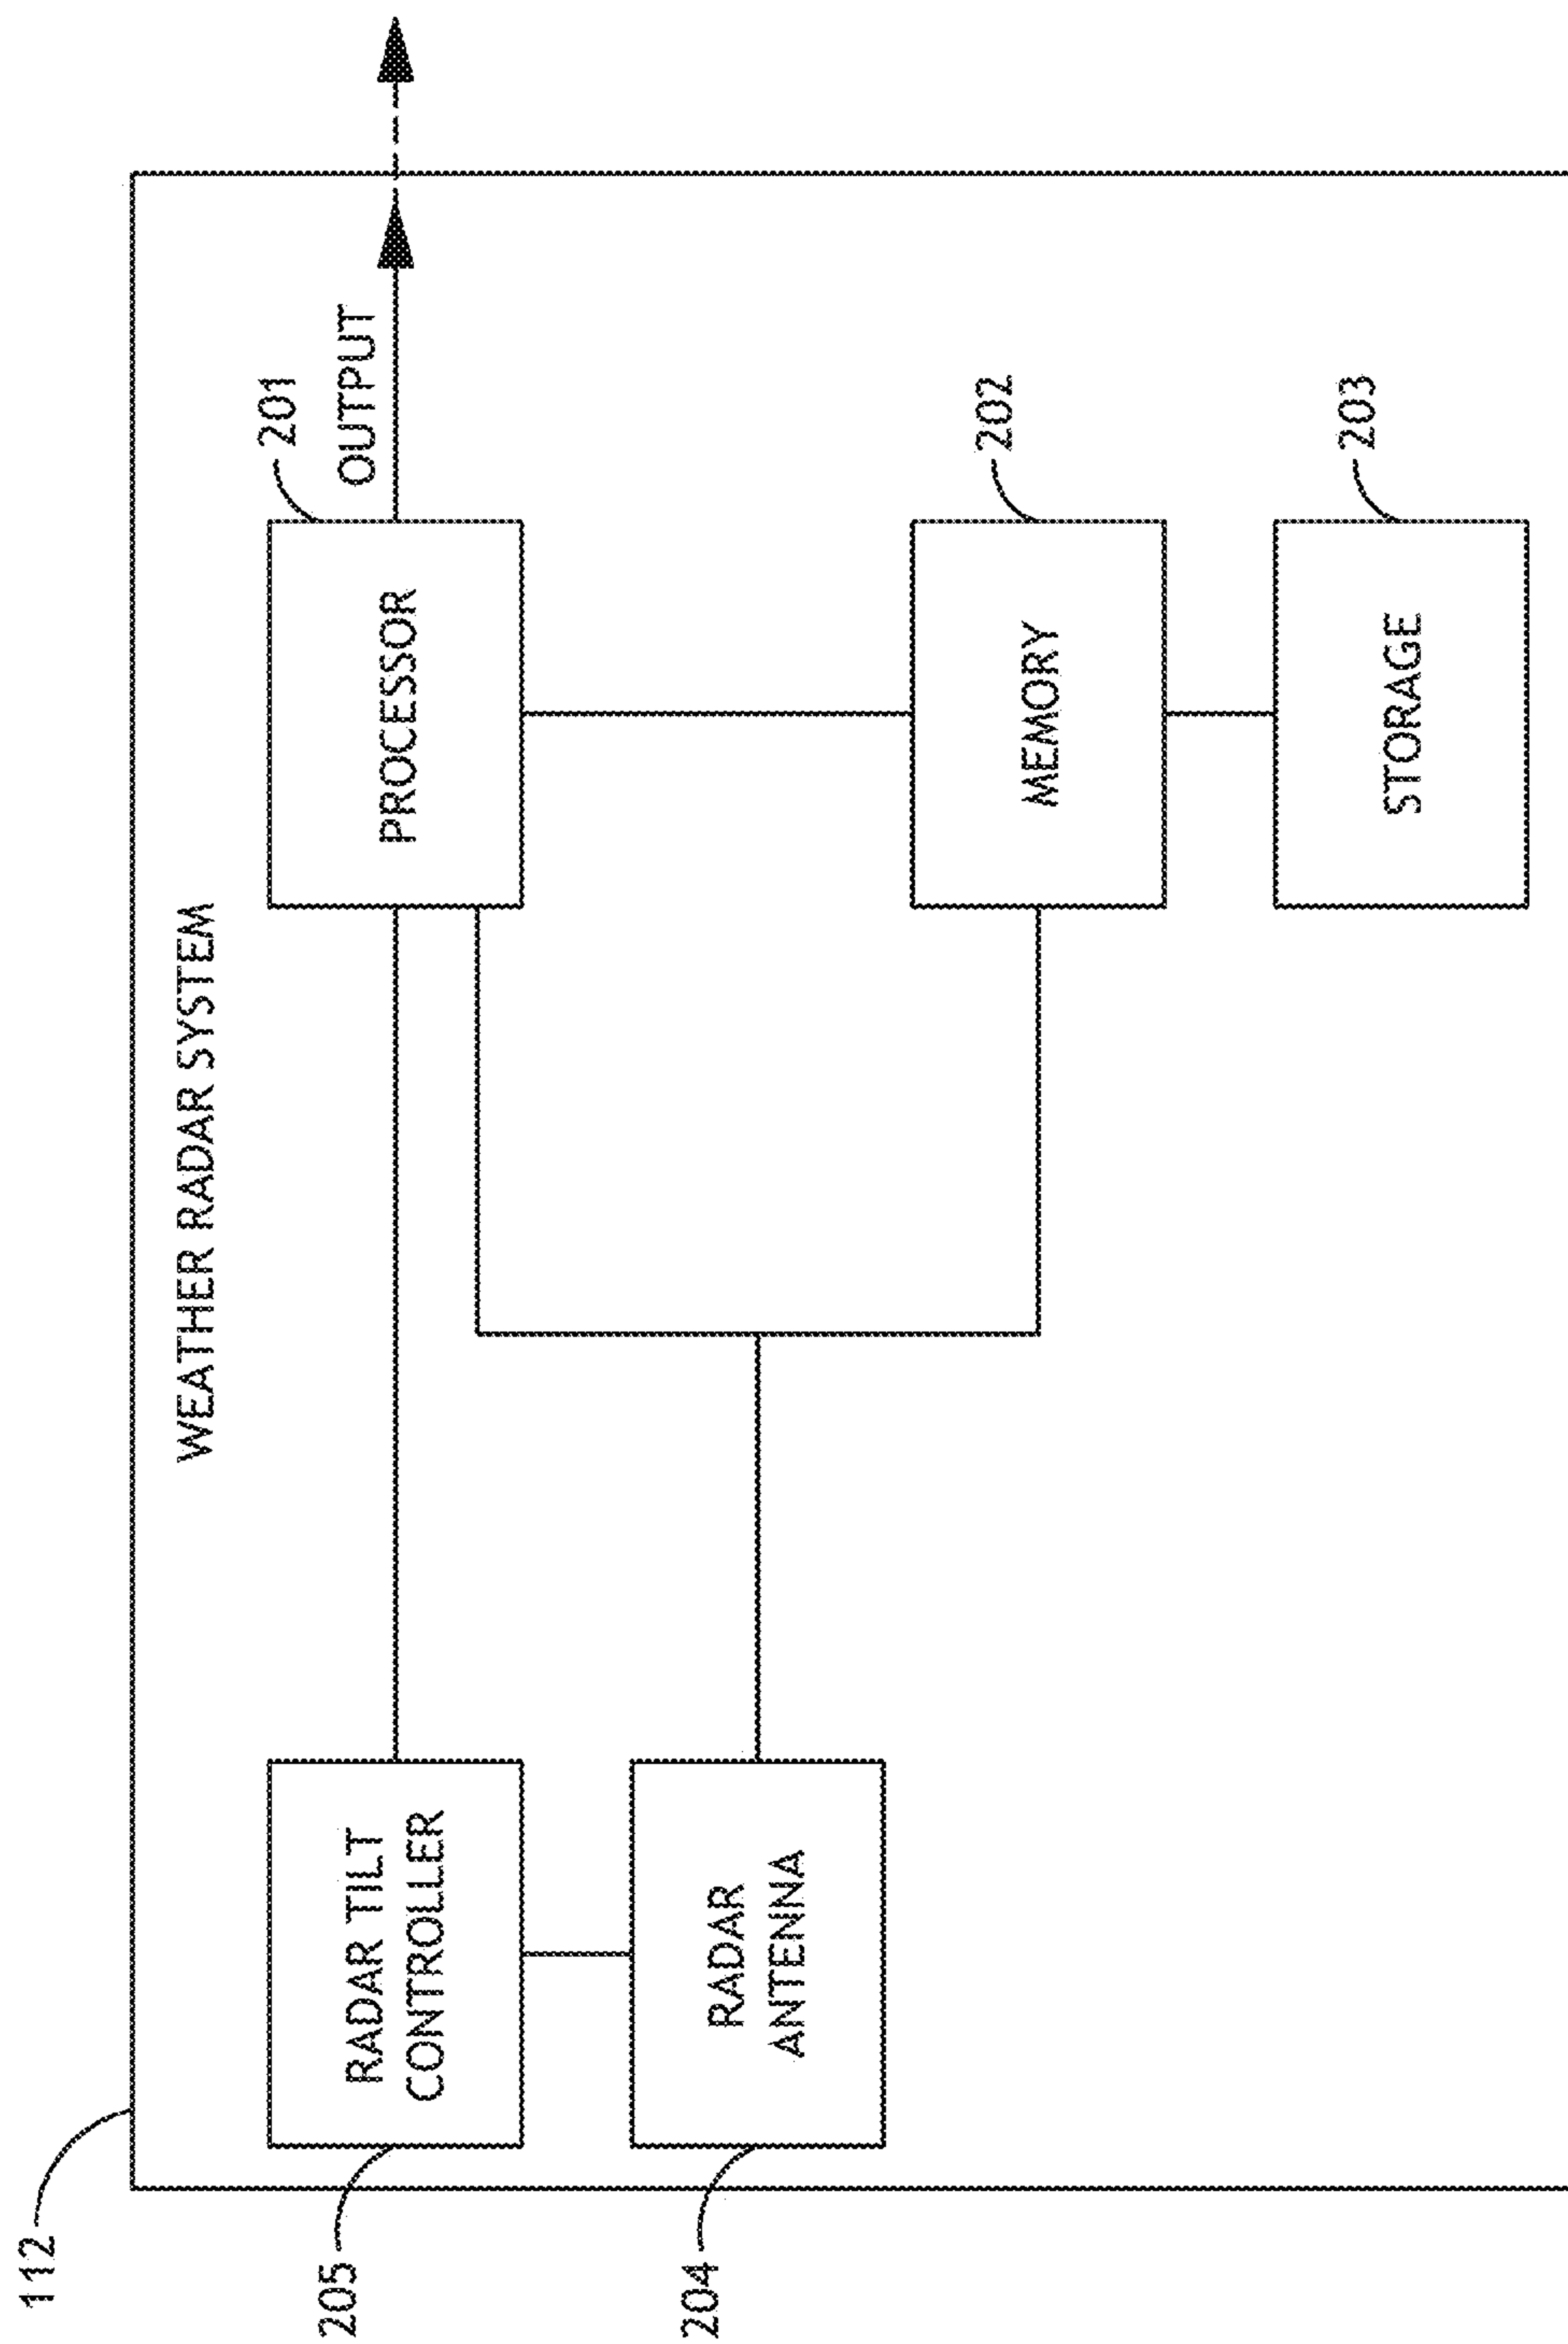 112
WEATHER RADAR SYSTEM
205
RADAR TILT
CONTROLLER
PROCESSOR
201
OUTPUT
204
RADAR
ANTENNA
MEMORY
202
STORAGE
203